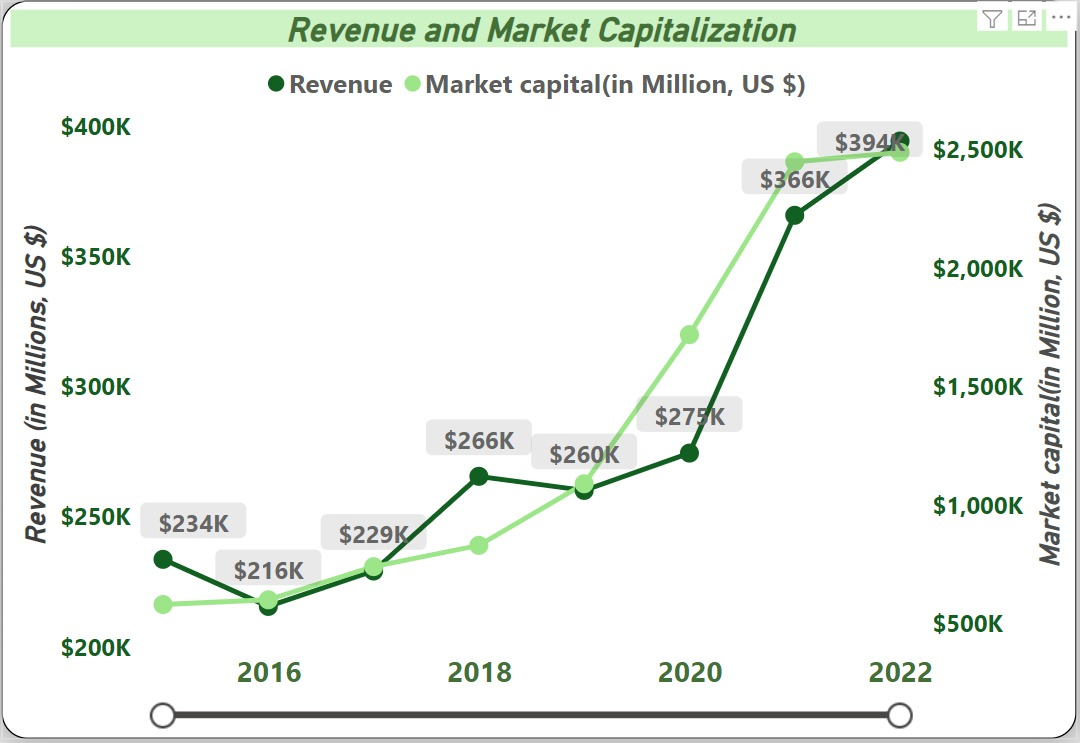 Revenue and Market Capitalization
Revenue Market capital(in Million, US $)
Revenue (in Millions, US $)
$400K
$350K
$300K
$250K
$200K
$234K
$216K
$229K
$266K
$260K
$275K
$366K
$394K
$2,500K
$2,000K
$1,500K
$1,000K
$500K
Market capital(in Million, US $)
2016 2018 2020 2022